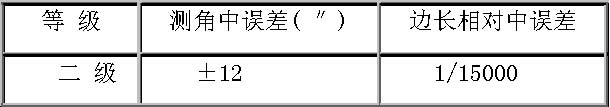 等 级 测角中误差( ″ ) 边长相对中误差
二 级 ±12 1/15000